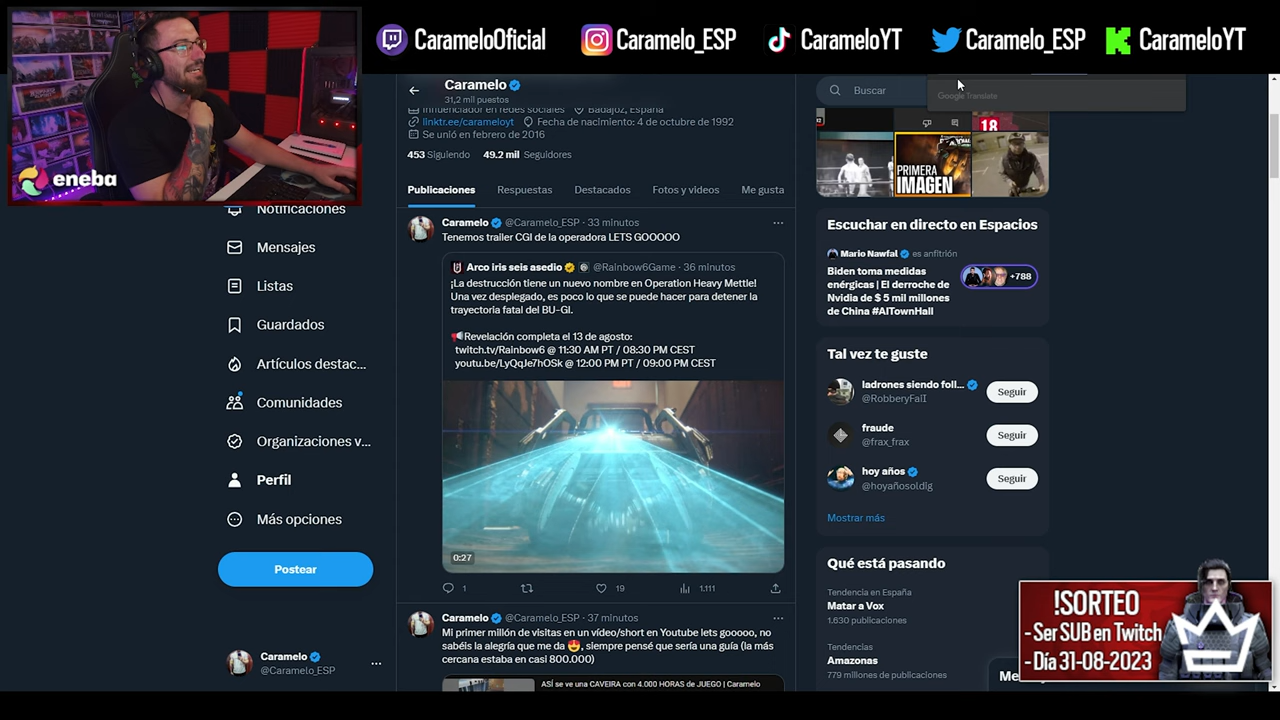 CarameloOficial
Caramelo_ESP
CarameloYT
Caramelo_ESP
CarameloYT
eneba
Caramelo
31,2 mil puestos
Influenciador en redes sociales Badajoz, España
linktr.ee/carameloyt Fecha de nacimiento: 4 de octubre de 1992
Se unió en febrero de 2016
453 Siguiendo 49.2 mil Seguidores
Publicaciones Respuestas Destacados Fotos y videos Me gusta
Notificaciones
Mensajes
Listas
Guardados
Artículos destac...
Comunidades
Organizaciones v...
Perfil
Más opciones
Postear
Caramelo
@Caramelo_ESP
Caramelo @Caramelo_ESP · 33 minutos
Tenemos trailer CGI de la operadora LETS GOOOOO
Arco iris seis asedio @Rainbow6Game · 36 minutos
¡La destrucción tiene un nuevo nombre en Operation Heavy Mettle!
Una vez desplegado, es poco lo que se puede hacer para detener la
trayectoria fatal del BU-GI.
Revelación completa el 13 de agosto:
twitch.tv/Rainbow6 @ 11:30 AM PT / 08:30 PM CEST
youtu.be/LyQqJe7hOSk @ 12:00 PM PT / 09:00 PM CEST
0:27
1 19 1.111
Caramelo @Caramelo_ESP · 37 minutos
Mi primer millón de visitas en un vídeo/short en Youtube lets gooooo, no
sabéis la alegría que me da 😍, siempre pensé que sería una guía (la más
cercana estaba en casi 800.000)
ASÍ se ve una CAVEIRA con 4.000 HORAS de JUEGO | Caramelo
Buscar
Google Translate
18
PRIMERA
IMAGEN
Escuchar en directo en Espacios
Mario Nawfal es anfitrión
Biden toma medidas
enérgicas | El derroche de
Nvidia de $ 5 mil millones
de China #AITownHall
+788
Tal vez te guste
ladrones siendo foll...
@RobberyFalI
Seguir
fraude
@frax_frax
Seguir
hoy años
@hoyañosoldig
Seguir
Mostrar más
Qué está pasando
Tendencia en España
Matar a Vox
1.630 publicaciones
Tendencias
Amazonas
779 millones de publicaciones
!SORTEO
- Ser SUB en Twitch
- Día 31-08-2023